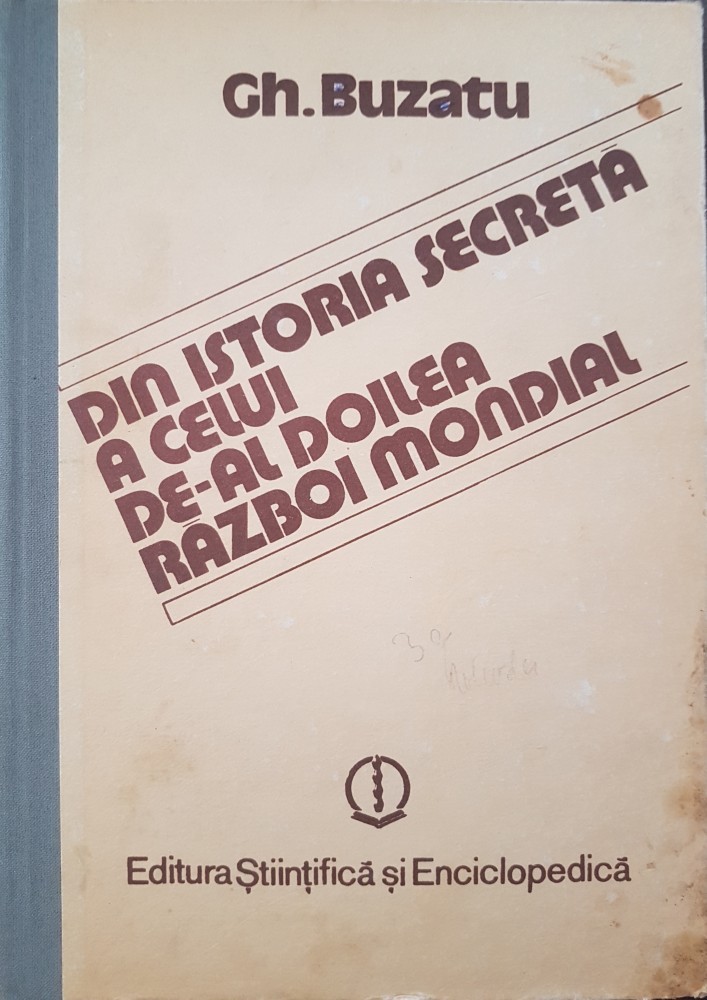 Gh. Buzatu
DIN ISTORIA SECRETĂ
A CELUI
DE-AL DOILEA
RĂZBOI MONDIAL
Editura Științifică și Enciclopedică